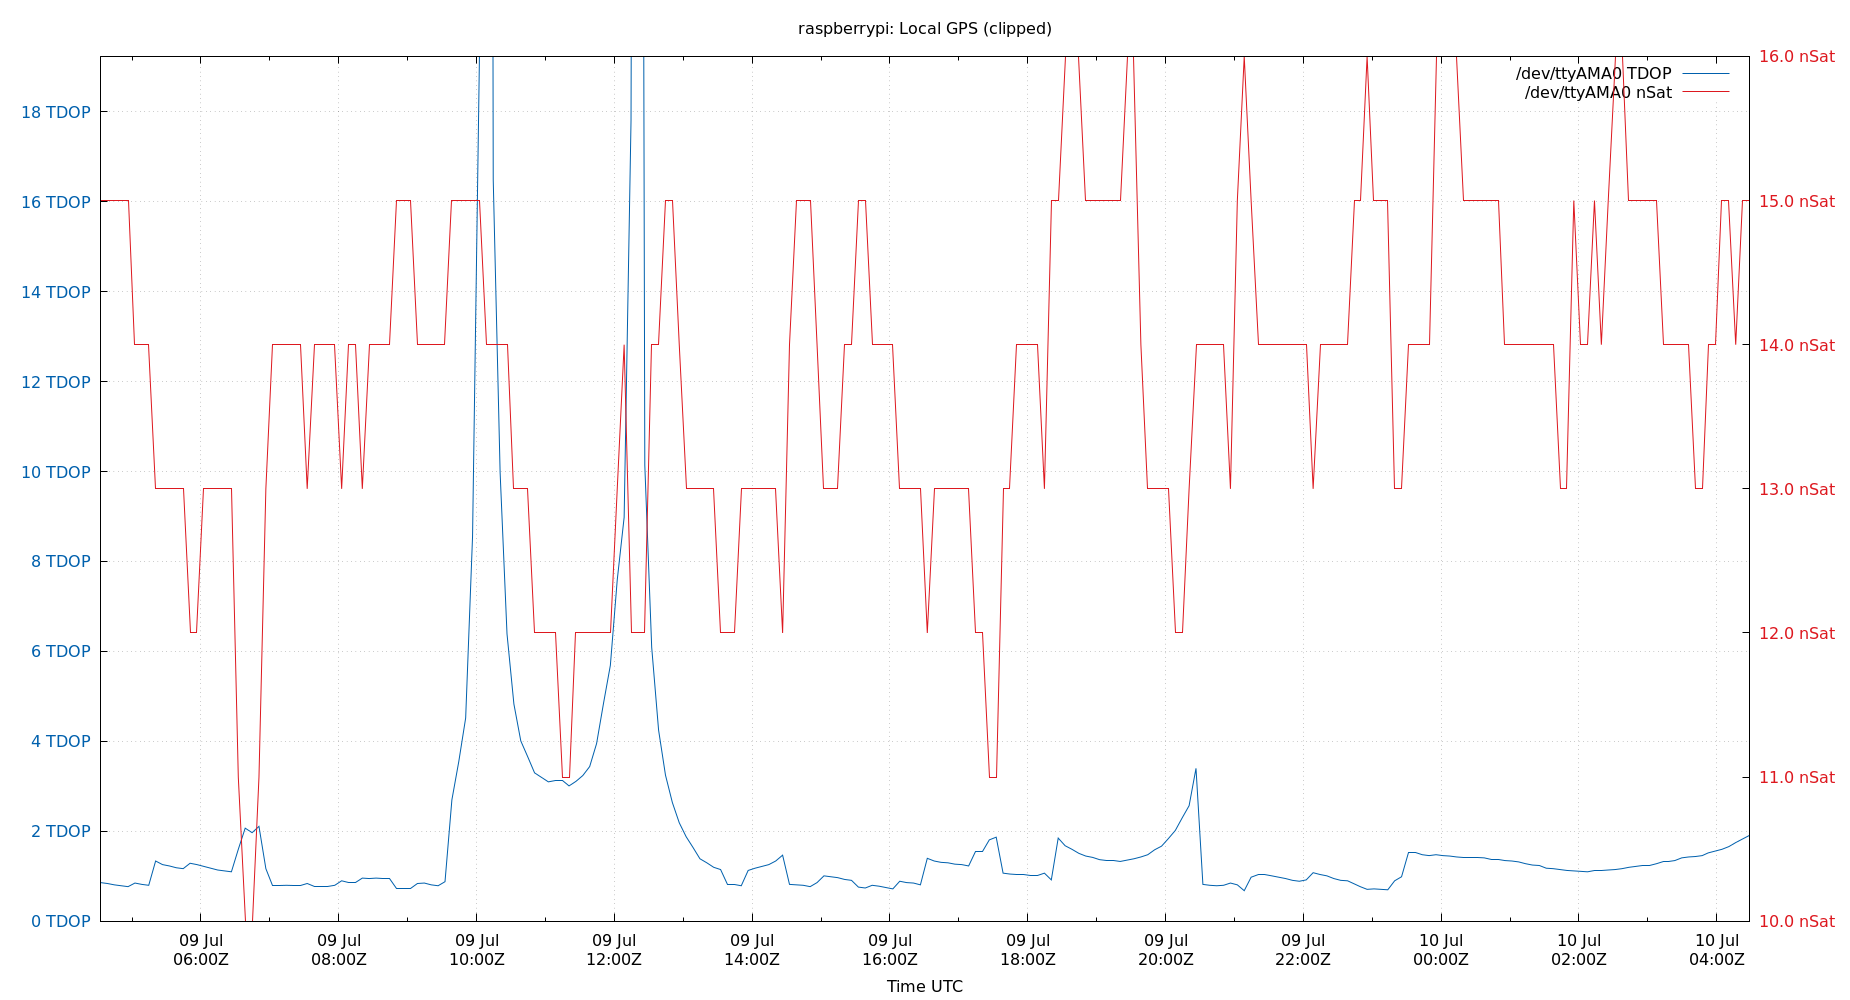 raspberrypi: Local GPS (clipped)
16.0 nSat
/dev/ttyAMA0 TDOP
/dev/ttyAMA0 nSat
18 TDOP
16 TDOP
15.0 nSat
14 TDOP
14.0 nSat
12 TDOP
10 TDOP
13.0 nSat
8 TDOP
12.0 nSat
6 TDOP
4 TDOP
11.0 nSat
2 TDOP
0 TDOP
10.0 nSat
09 Jul 09 Jul 09 Jul 09 Jul 09 Jul 09 Jul 09 Jul 09 Jul 09 Jul 10 Jul 10 Jul 10 Jul
06:00Z 08:00Z 10:00Z 12:00Z 14:00Z 16:00Z 18:00Z 20:00Z 22:00Z 00:00Z 02:00Z 04:00Z
Time UTC